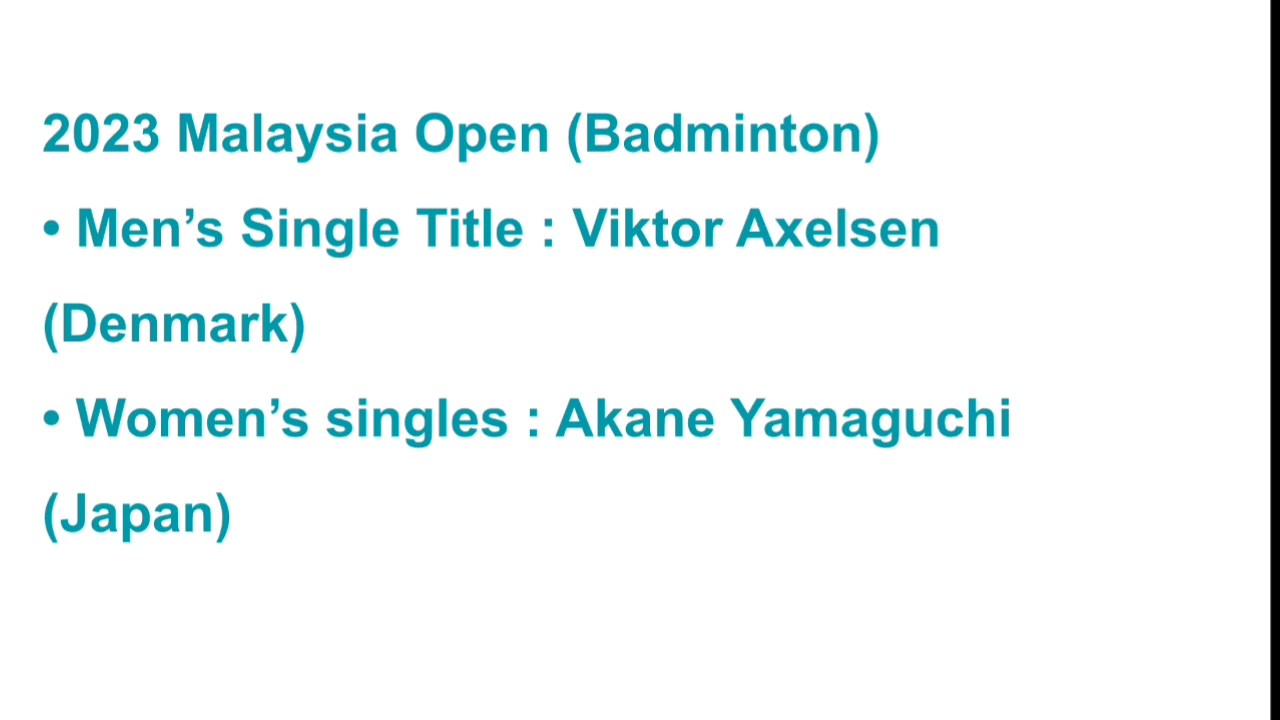 2023 Malaysia Open (Badminton)
• Men’s Single Title : Viktor Axelsen
(Denmark)
• Women’s singles : Akane Yamaguchi
(Japan)